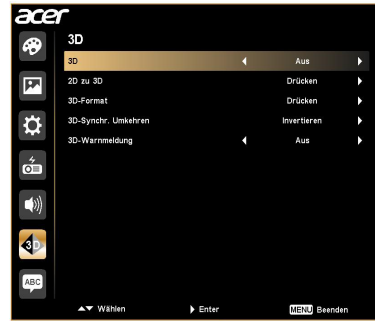 acer
3D
3D Aus
2D zu 3D Drücken
3D-Format Drücken
3D-Synchr. Umkehren Invertieren
3D-Warnmeldung Aus
3D
ABC
Wählen Enter MENU Beenden